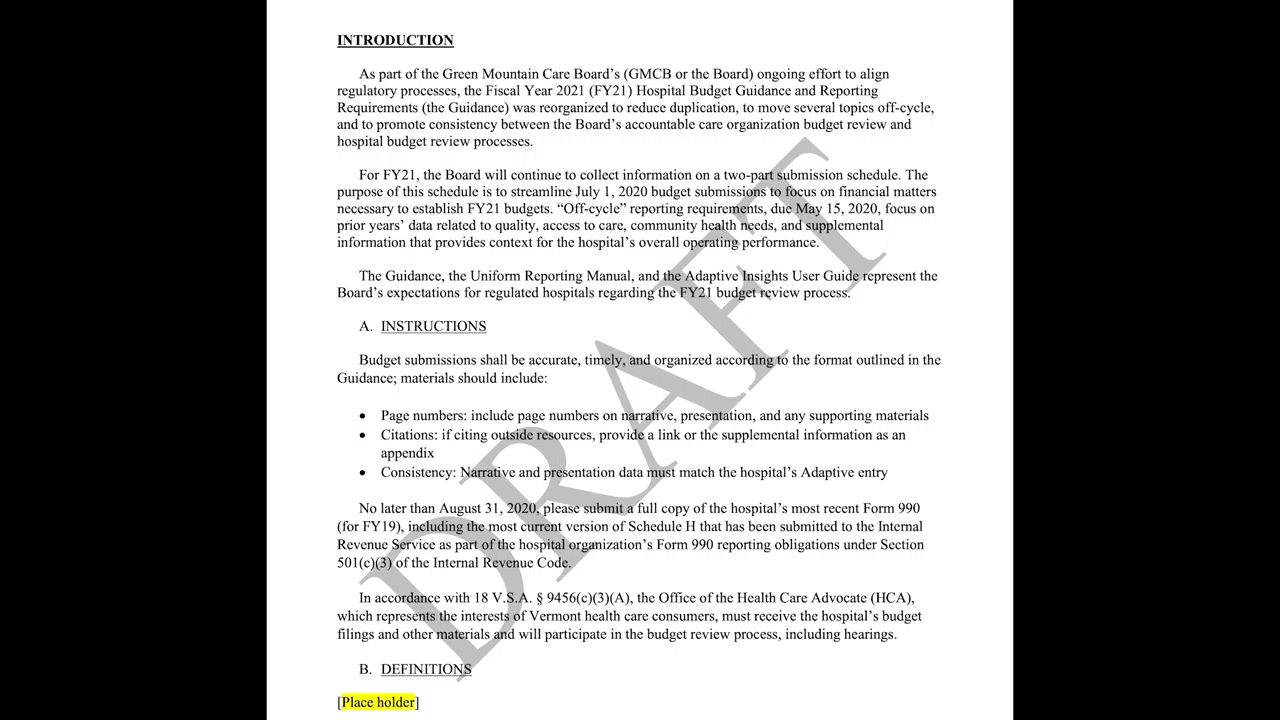 INTRODUCTION
As part of the Green Mountain Care Board's (GMCB or the Board) ongoing effort to align
regulatory processes, the Fiscal Year 2021 (FY21) Hospital Budget Guidance and Reporting
Requirements (the Guidance) was reorganized to reduce duplication, to move several topics off-cycle,
and to promote consistency between the Board's accountable care organization budget review and
hospital budget review processes.
For FY21, the Board will continue to collect information on a two-part submission schedule. The
purpose of this schedule is to streamline July 1, 2020 budget submissions to focus on financial matters
necessary to establish FY21 budgets. “Off-cycle” reporting requirements, due May 15, 2020, focus on
prior years' data related to quality, access to care, community health needs, and supplemental
information that provides context for the hospital's overall operating performance.
The Guidance, the Uniform Reporting Manual, and the Adaptive Insights User Guide represent the
Board's expectations for regulated hospitals regarding the FY21 budget review process.
A. INSTRUCTIONS
Budget submissions shall be accurate, timely, and organized according to the format outlined in the
Guidance; materials should include:
• Page numbers: include page numbers on narrative, presentation, and any supporting materials
• Citations: if citing outside resources, provide a link or the supplemental information as an
appendix
• Consistency: Narrative and presentation data must match the hospital's Adaptive entry
No later than August 31, 2020, please submit a full copy of the hospital's most recent Form 990
(for FY19), including the most current version of Schedule H that has been submitted to the Internal
Revenue Service as part of the hospital organization's Form 990 reporting obligations under Section
501(c)(3) of the Internal Revenue Code.
In accordance with 18 V.S.A. § 9456(c)(3)(A), the Office of the Health Care Advocate (HCA),
which represents the interests of Vermont health care consumers, must receive the hospital's budget
filings and other materials and will participate in the budget review process, including hearings.
B. DEFINITIONS
[Place holder]
DRAFT